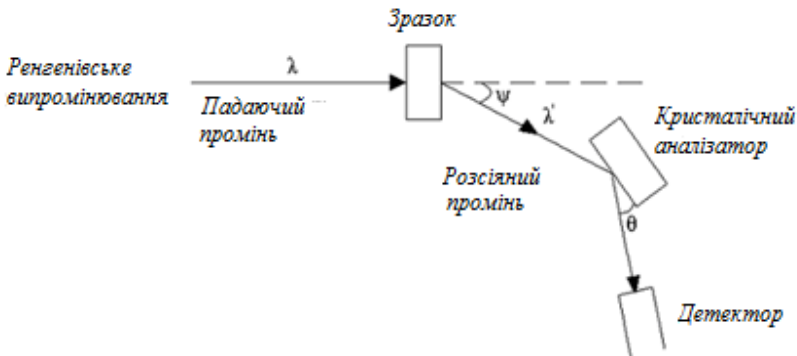 Зразок
Ренгенівське
випромінювання
λ
Падаючий
промінь
ψ
λ'
Розсіяний
промінь
Кристалічний
аналізатор
θ
Детектор